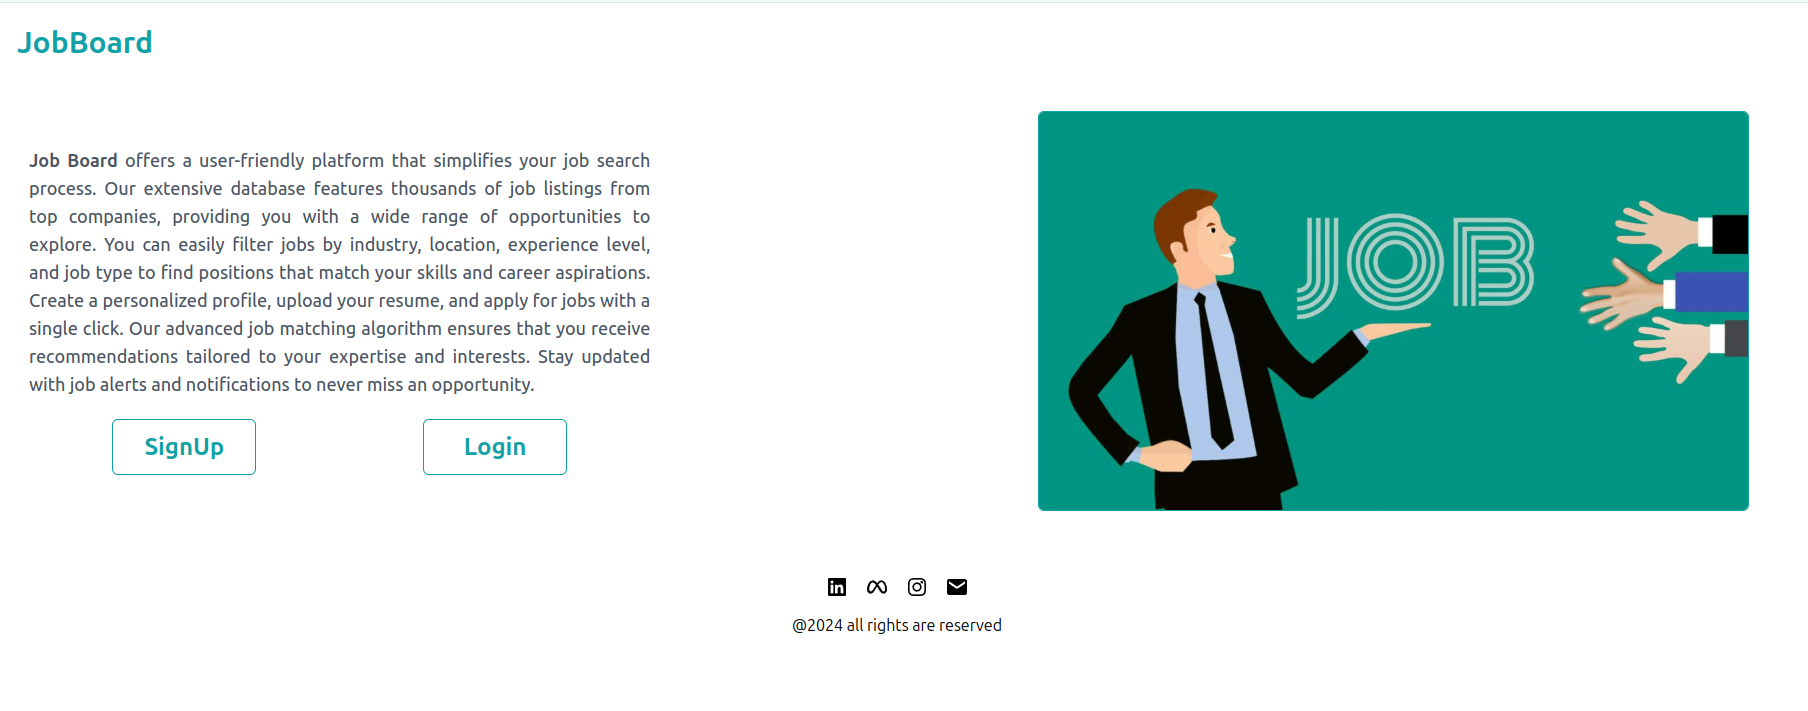 JobBoard
Job Board offers a user-friendly platform that simplifies your job search
process. Our extensive database features thousands of job listings from
top companies, providing you with a wide range of opportunities to
explore. You can easily filter jobs by industry, location, experience level,
and job type to find positions that match your skills and career aspirations.
Create a personalized profile, upload your resume, and apply for jobs with a
single click. Our advanced job matching algorithm ensures that you receive
recommendations tailored to your expertise and interests. Stay updated
with job alerts and notifications to never miss an opportunity.
SignUp
Login
JOB
in
@2024 all rights are reserved